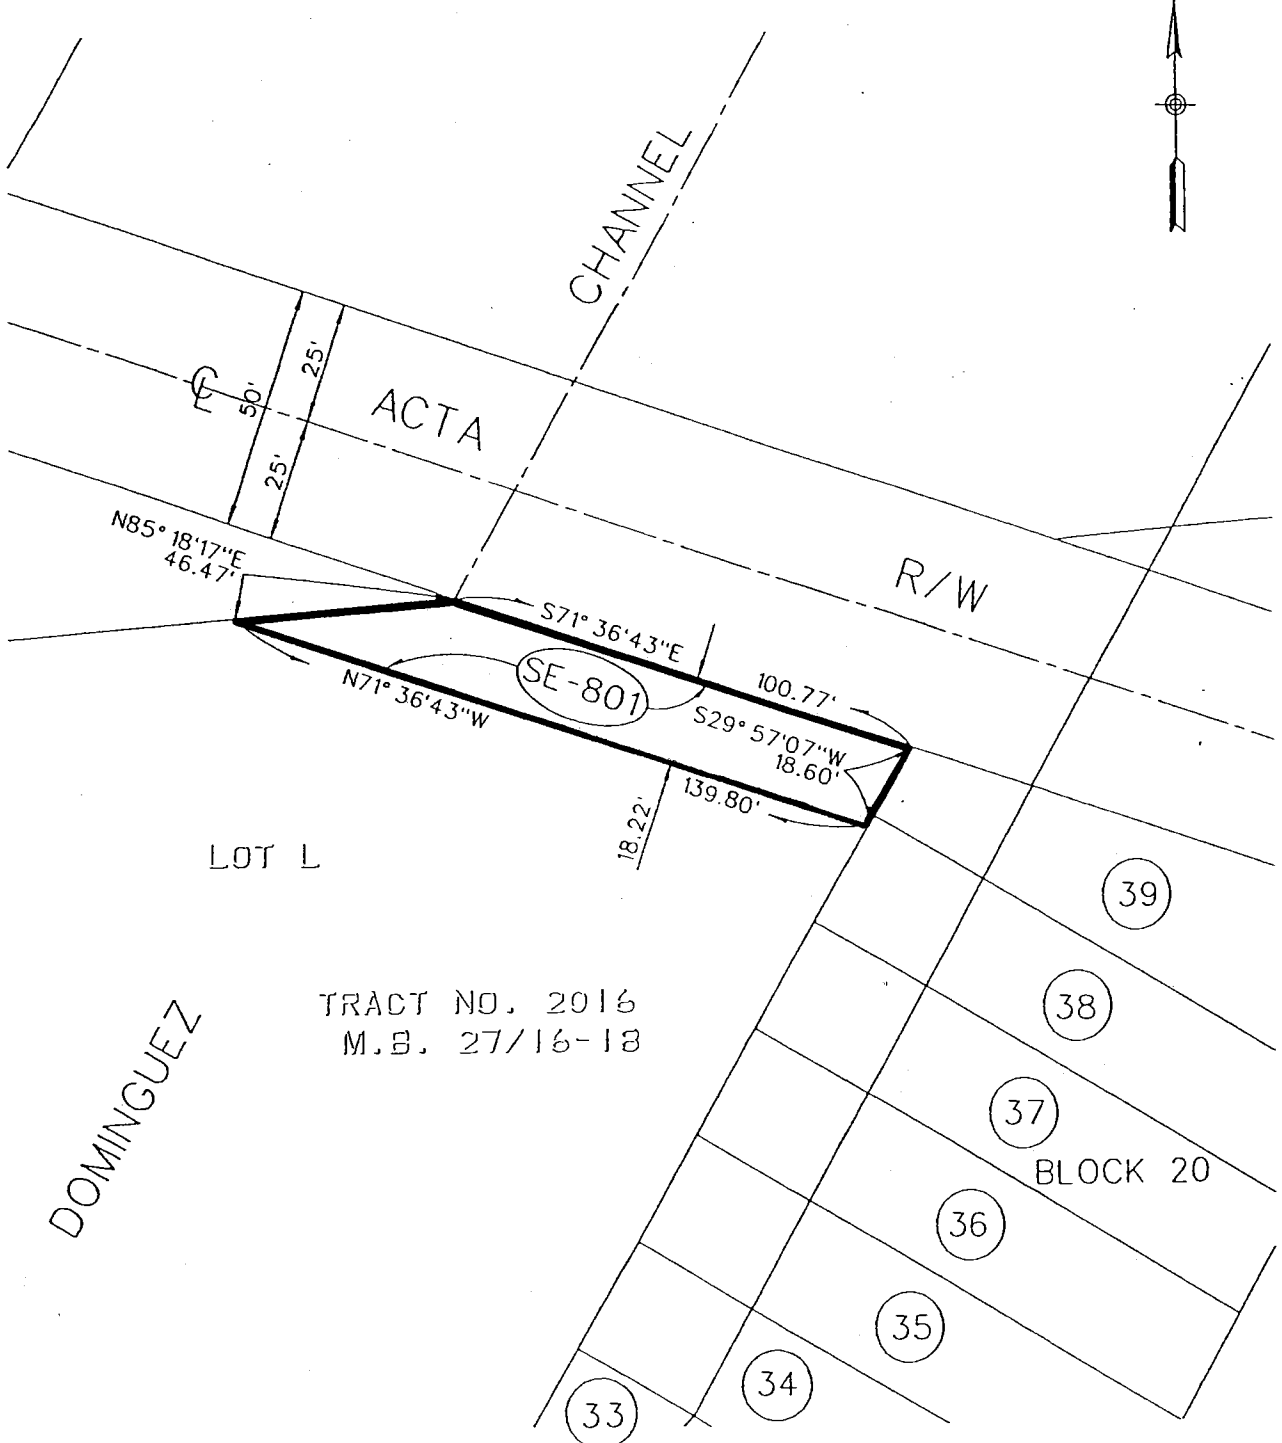 CHANNEL
25'
50'
25'
℄
ACTA
R/W
N85°18'17"E
46.47'
S71°36'43"E
100.77'
SE-801
N71°36'43"W
S29°57'07"W
18.60'
139.80'
18.22'
LOT L
39
TRACT NO. 2016
M.B. 27/16-18
38
DOMINGUEZ
37
BLOCK 20
36
35
34
33